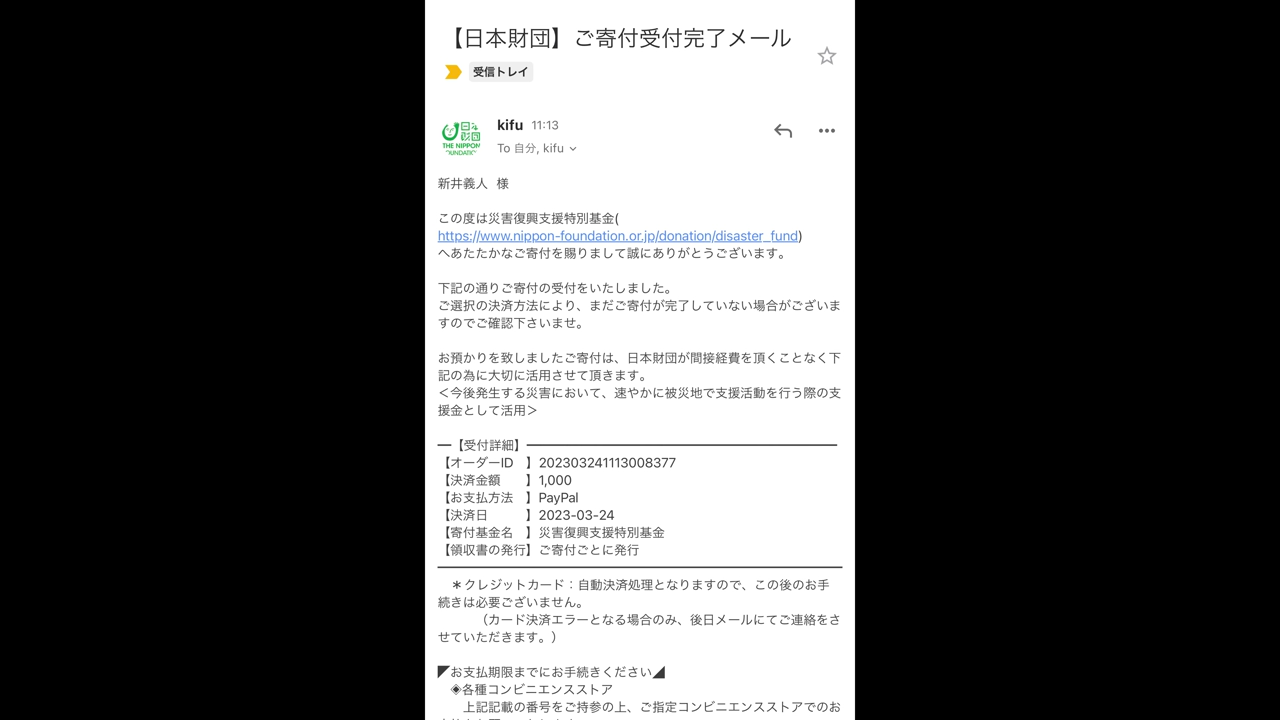 【日本財団】ご寄付受付完了メール
受信トレイ
日本
財団
THE NIPPON
FOUNDATION
kifu 11:13
To 自分, kifu
新井義人 様
この度は災害復興支援特別基金(
https://www.nippon-foundation.or.jp/donation/disaster_fund)
へあたたかなご寄付を賜りまして誠にありがとうございます。
下記の通りご寄付の受付をいたしました。
ご選択の決済方法により、まだご寄付が完了していない場合がございま
すのでご確認下さいませ。
お預かりを致しましたご寄付は、日本財団が間接経費を頂くことなく下
記の為に大切に活用させて頂きます。
＜今後発生する災害において、速やかに被災地で支援活動を行う際の支
援金として活用＞
━【受付詳細】━━━━━━━━━━━━━━━━━━━━
【オーダーID　】202303241113008377
【決済金額　　】1,000
【お支払方法　】PayPal
【決済日　　　】2023-03-24
【寄付基金名　】災害復興支援特別基金
【領収書の発行】ご寄付ごとに発行
━━━━━━━━━━━━━━━━━━━━━━━━━━
＊クレジットカード：自動決済処理となりますので、この後のお手
続きは必要ございません。
（カード決済エラーとなる場合のみ、後日メールにてご連絡をさ
せていただきます。）
◤お支払期限までにお手続きください◢
◈各種コンビニエンスストア
上記記載の番号をご持参の上、ご指定コンビニエンスストアでのお